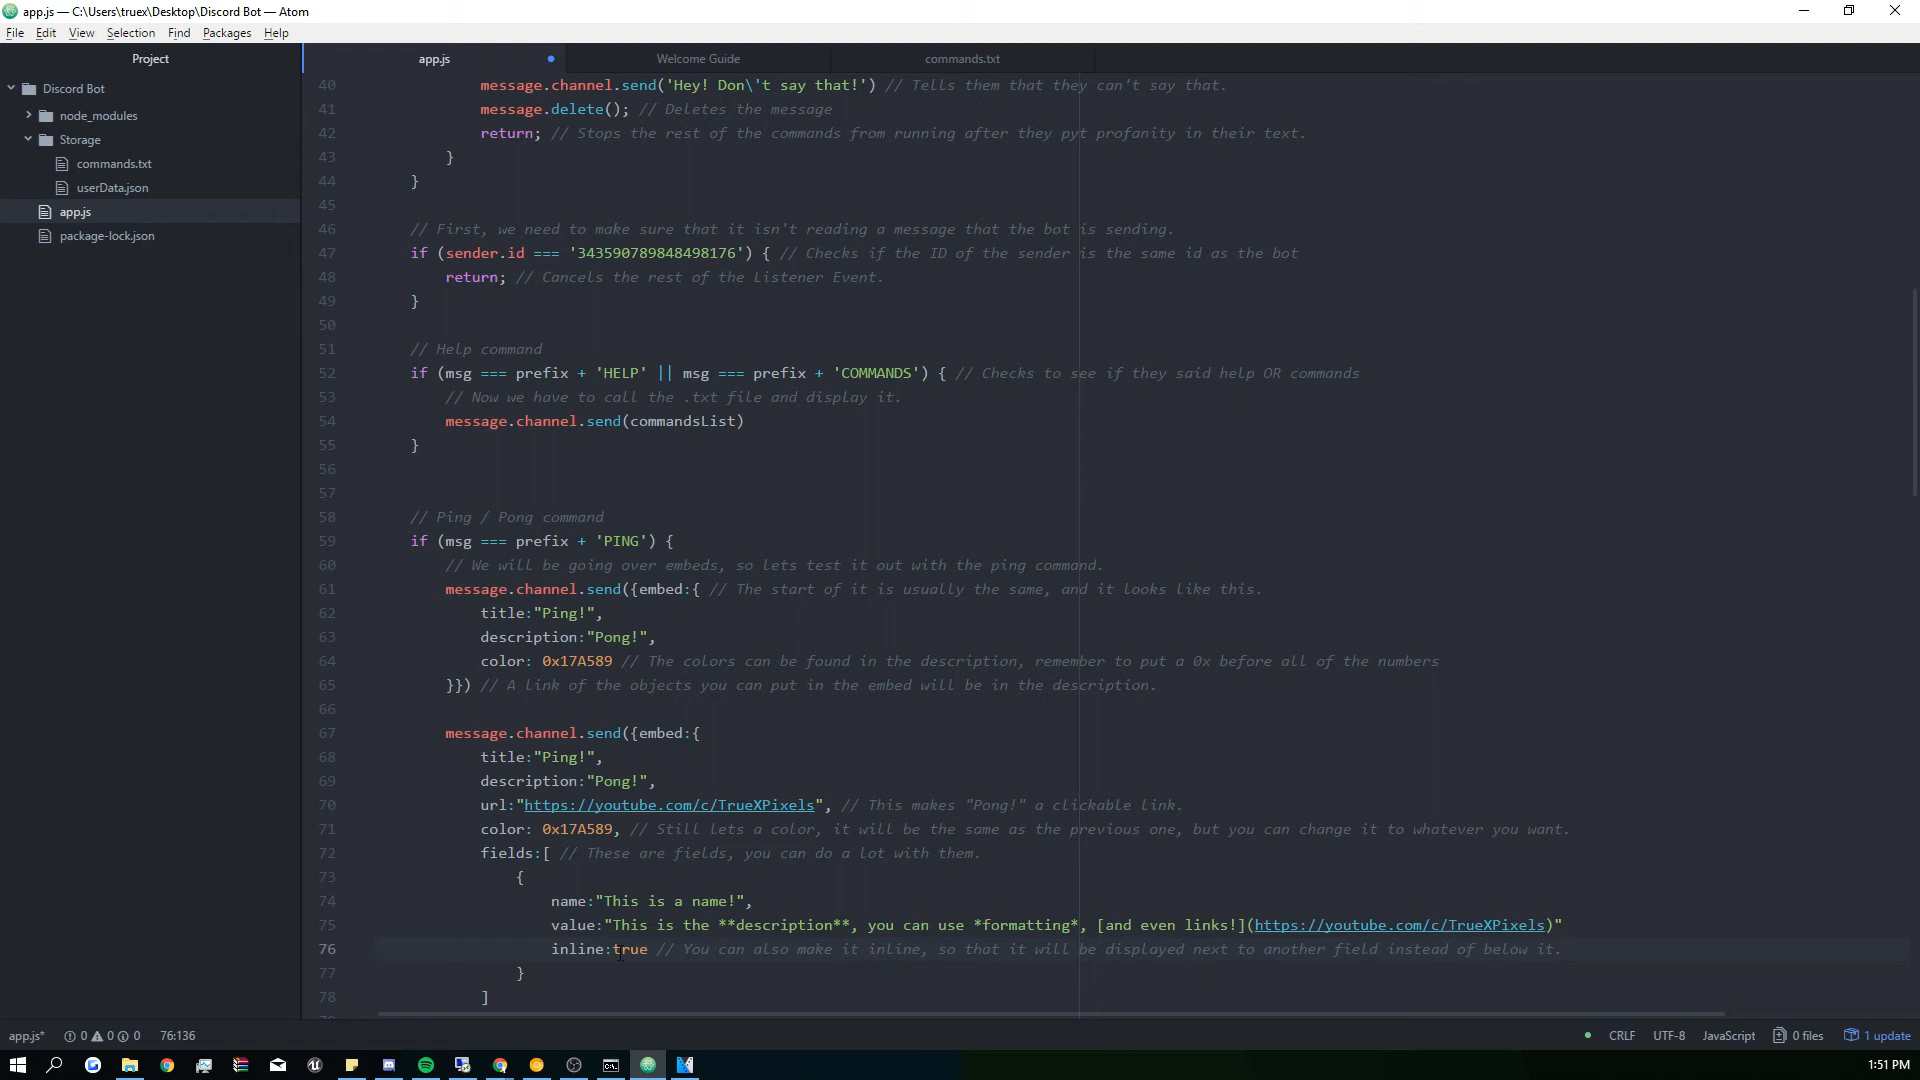 app.js — C:\Users\truex\Desktop\Discord Bot — Atom
File Edit View Selection Find Packages Help
Project
app.js
Welcome Guide
commands.txt
Discord Bot
node_modules
Storage
commands.txt
userData.json
app.js
package-lock.json
40 message.channel.send('Hey! Don\'t say that!') // Tells them that they can't say that.
41 message.delete(); // Deletes the message
42 return; // Stops the rest of the commands from running after they pyt profanity in their text.
43 }
44 }
45
46 // First, we need to make sure that it isn't reading a message that the bot is sending.
47 if (sender.id === '343590789848498176') { // Checks if the ID of the sender is the same id as the bot
48 return; // Cancels the rest of the Listener Event.
49 }
50
51 // Help command
52 if (msg === prefix + 'HELP' || msg === prefix + 'COMMANDS') { // Checks to see if they said help OR commands
53 // Now we have to call the .txt file and display it.
54 message.channel.send(commandsList)
55 }
56
57
58 // Ping / Pong command
59 if (msg === prefix + 'PING') {
60 // We will be going over embeds, so lets test it out with the ping command.
61 message.channel.send({embed:{ // The start of it is usually the same, and it looks like this.
62 title:"Ping!",
63 description:"Pong!",
64 color: 0x17A589 // The colors can be found in the description, remember to put a 0x before all of the numbers
65 }}) // A link of the objects you can put in the embed will be in the description.
66
67 message.channel.send({embed:{
68 title:"Ping!",
69 description:"Pong!",
70 url:"https://youtube.com/c/TrueXPixels", // This makes "Pong!" a clickable link.
71 color: 0x17A589, // Still lets a color, it will be the same as the previous one, but you can change it to whatever you want.
72 fields:[ // These are fields, you can do a lot with them.
73 {
74 name:"This is a name!",
75 value:"This is the **description**, you can use *formatting*, [and even links!](https://youtube.com/c/TrueXPixels)"
76 inline:true // You can also make it inline, so that it will be displayed next to another field instead of below it.
77 }
78 ]
app.js* 0 0 0 76:136
CRLF UTF-8 JavaScript 0 files 1 update
1:51 PM